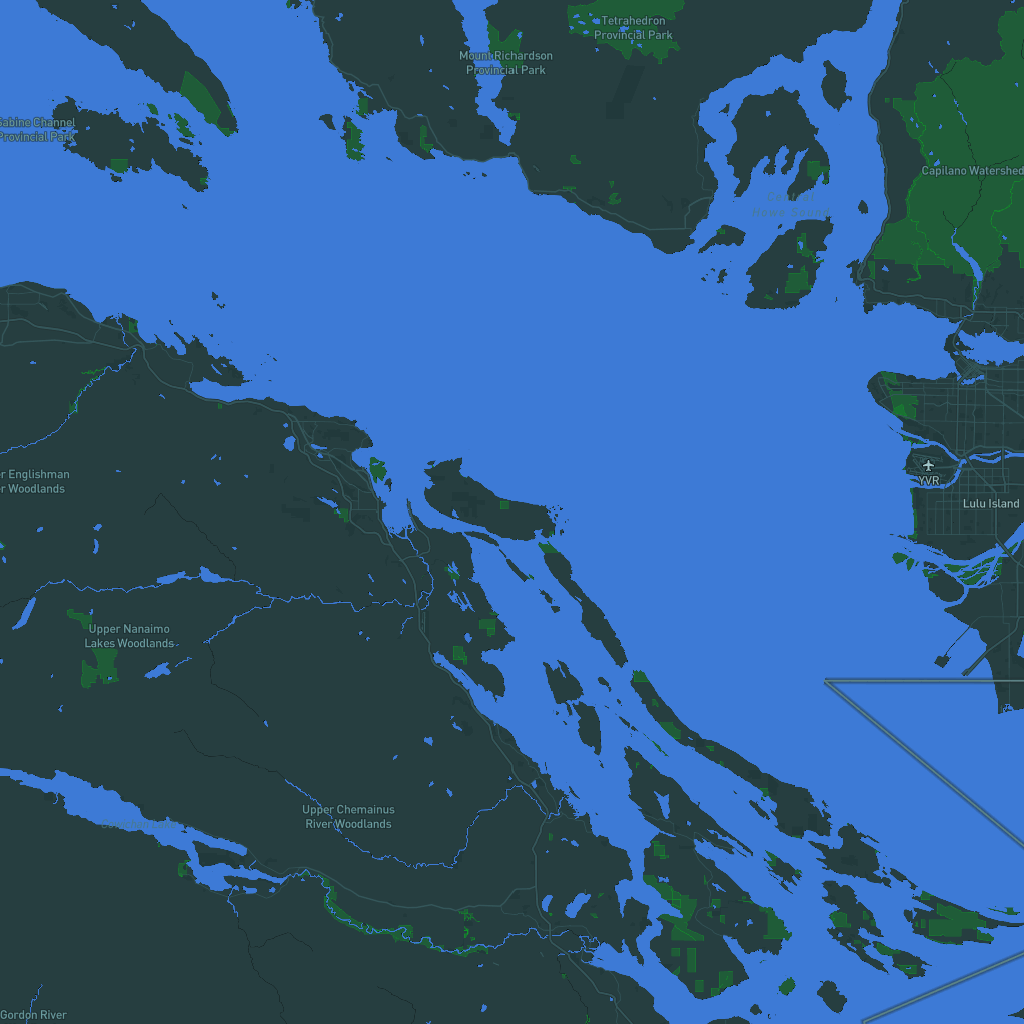 Tetrahedron
Provincial Park
Mount Richardson
Provincial Park
Sabine Channel
Provincial Park
Capilano Watershed
YVR
Lulu Island
r Englishman
r Woodlands
Upper Nanaimo
Lakes Woodlands
Upper Chemainus
River Woodlands
Gordon River